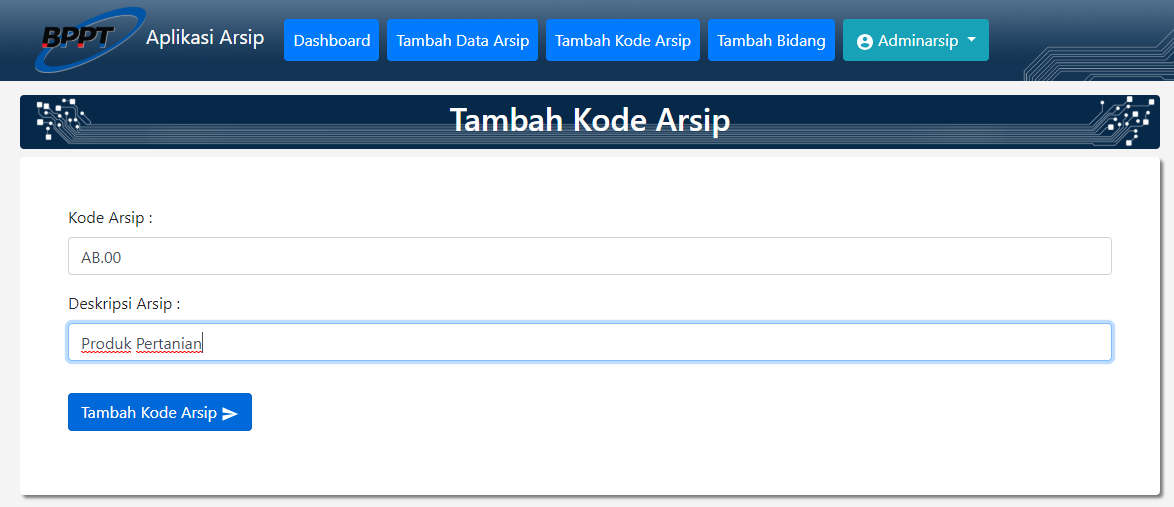 BPPT Aplikasi Arsip Dashboard Tambah Data Arsip Tambah Kode Arsip Tambah Bidang Adminarsip
Tambah Kode Arsip
Kode Arsip :
AB.00
Deskripsi Arsip :
Produk Pertanian
Tambah Kode Arsip